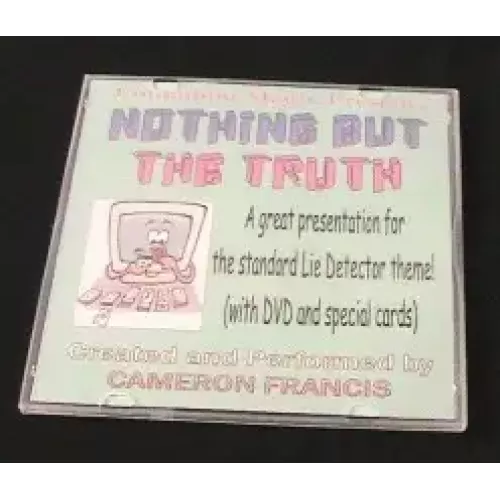 Magic Presents
NOTHING BUT
THE TRUTH
A great presentation for
the standard Lie Detector theme!
(with DVD and special cards)
Created and Performed by
CAMERON FRANCIS